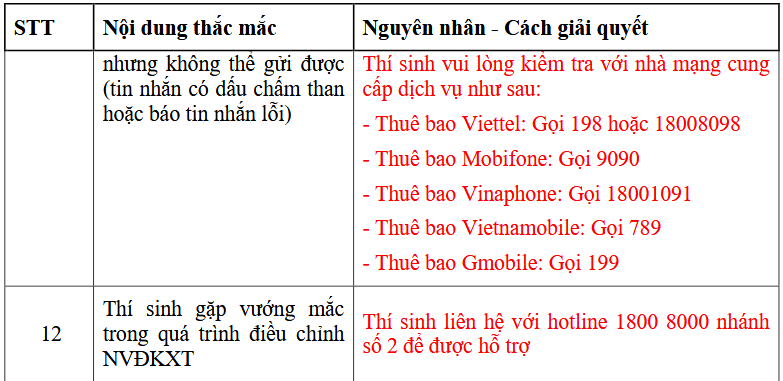 STT
Nội dung thắc mắc
Nguyên nhân - Cách giải quyết
nhưng không thể gửi được
(tin nhắn có dấu chấm than
hoặc báo tin nhắn lỗi)
Thí sinh vui lòng kiểm tra với nhà mạng cung
cấp dịch vụ như sau:
- Thuê bao Viettel: Gọi 198 hoặc 18008098
- Thuê bao Mobifone: Gọi 9090
- Thuê bao Vinaphone: Gọi 18001091
- Thuê bao Vietnamobile: Gọi 789
- Thuê bao Gmobile: Gọi 199
12
Thí sinh gặp vướng mắc
trong quá trình điều chỉnh
NVĐKXT
Thí sinh liên hệ với hotline 1800 8000 nhánh
số 2 để được hỗ trợ